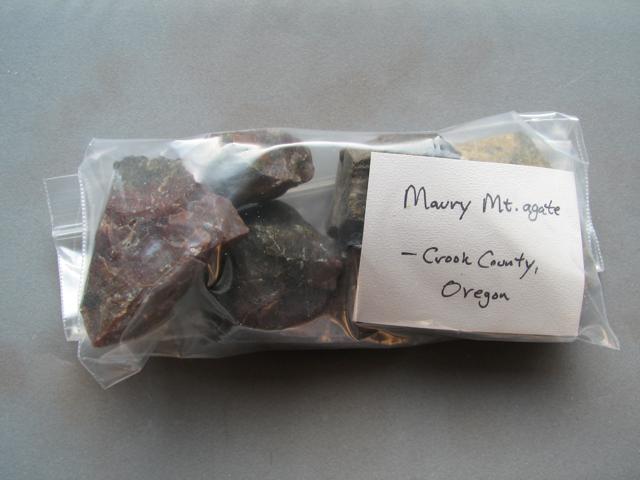 Maury Mt. agate
- Crook County,
Oregon